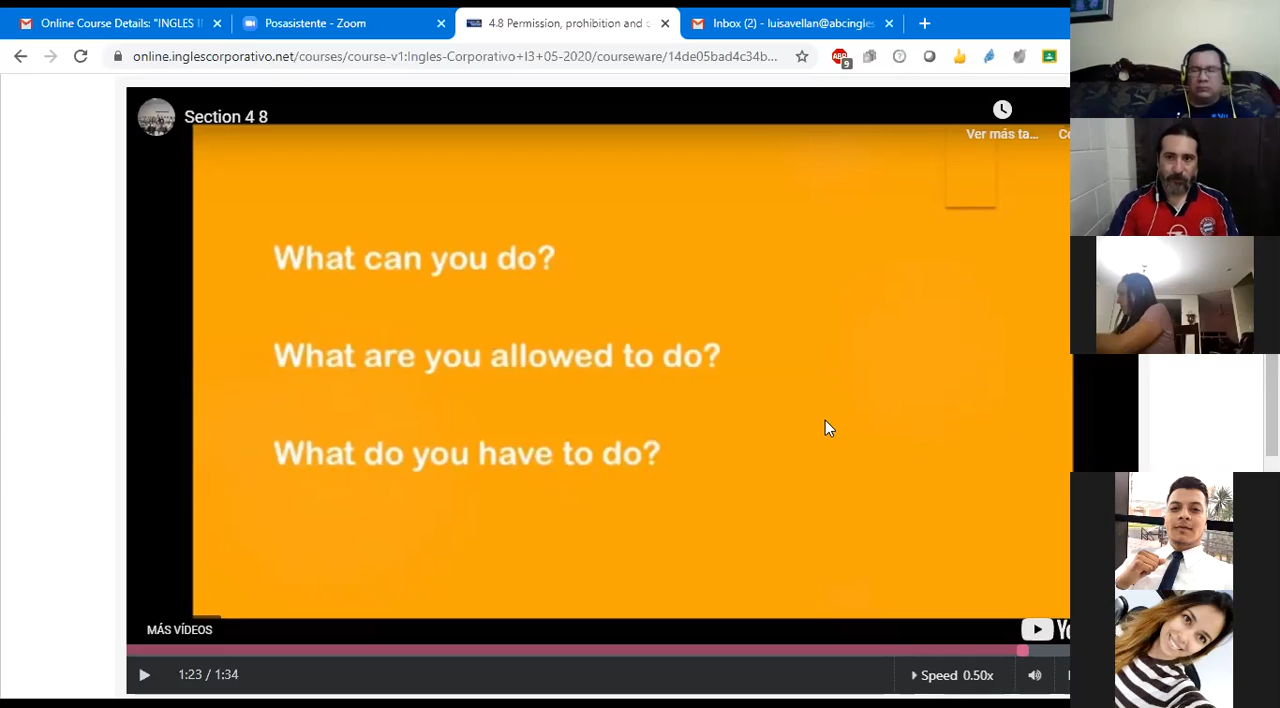 Online Course Details: "INGLES I
Posasistente - Zoom
4.8 Permission, prohibition and
Inbox (2) - luisavellan@abcingles
online.inglescorporativo.net/courses/course-v1:Ingles-Corporativo+I3+05-2020/courseware/14de05bad4c34b...
9
Section 4 8
Ver más ta...
What can you do?
What are you allowed to do?
What do you have to do?
MÁS VÍDEOS
1:23 / 1:34
Speed 0.50x